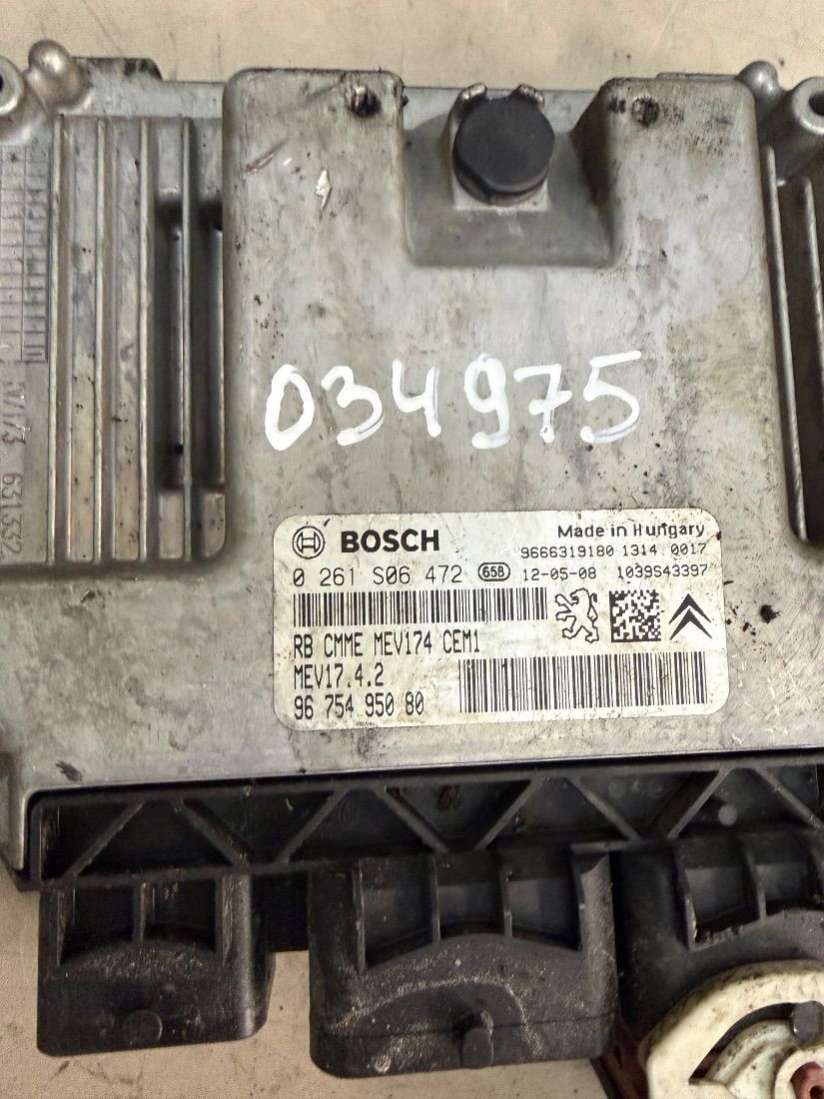 034975
BOSCH
Made in Hungary
9666319180 1314 0017
0 261 S06 472 658 12-05-08 1039S43397
RB CMME MEV174 CEM1
MEV17.4.2
96 754 950 80
631332